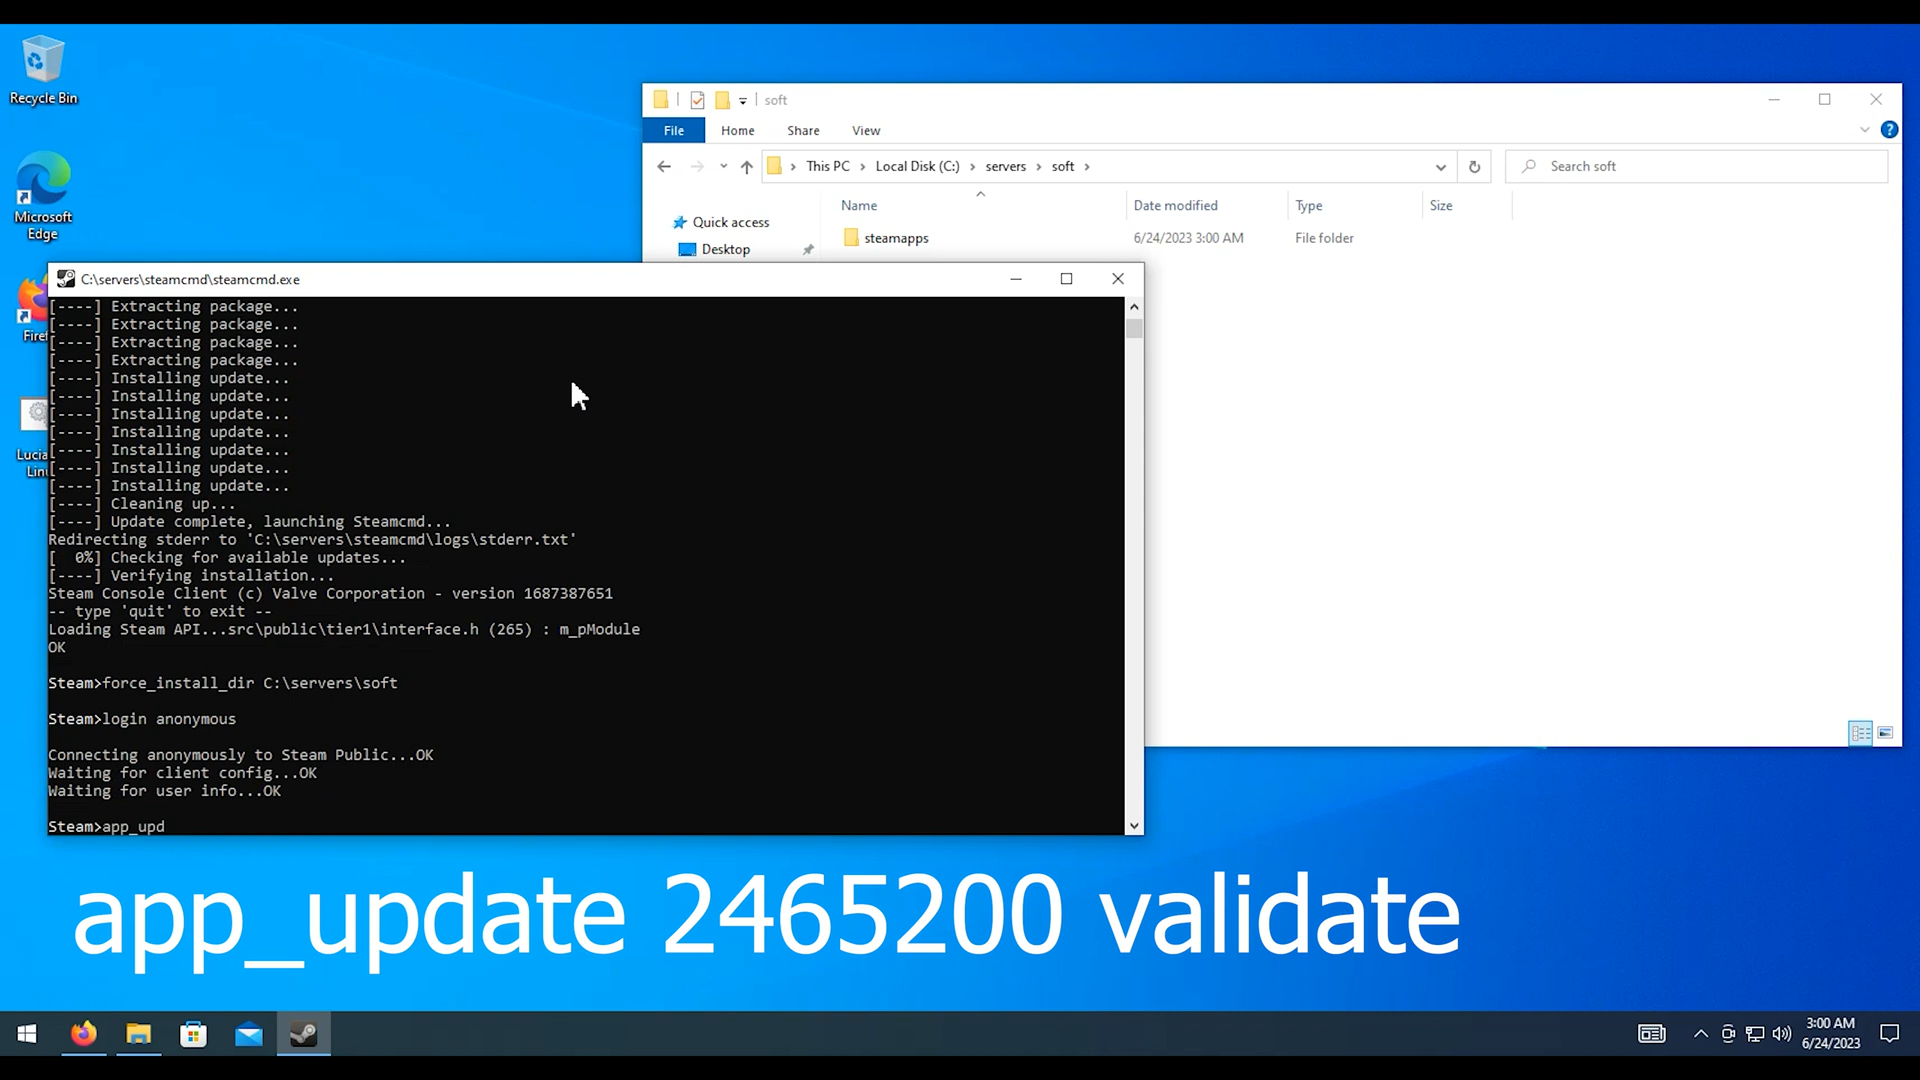 Recycle Bin
Microsoft
Edge
Firef
Lucia
Lin
soft
File Home Share View
This PC Local Disk (C:) servers soft
Search soft
Name Date modified Type Size
Quick access
Desktop
steamapps 6/24/2023 3:00 AM File folder
C:\servers\steamcmd\steamcmd.exe
[----] Extracting package...
[----] Extracting package...
[----] Extracting package...
[----] Extracting package...
[----] Installing update...
[----] Installing update...
[----] Installing update...
[----] Installing update...
[----] Installing update...
[----] Installing update...
[----] Installing update...
[----] Cleaning up...
[----] Update complete, launching Steamcmd...
Redirecting stderr to 'C:\servers\steamcmd\logs\stderr.txt'
[  0%] Checking for available updates...
[----] Verifying installation...
Steam Console Client (c) Valve Corporation - version 1687387651
-- type 'quit' to exit --
Loading Steam API...src\public\tier1\interface.h (265) : m_pModule
OK
Steam>force_install_dir C:\servers\soft
Steam>login anonymous
Connecting anonymously to Steam Public...OK
Waiting for client config...OK
Waiting for user info...OK
Steam>app_upd
app_update 2465200 validate
3:00 AM
6/24/2023